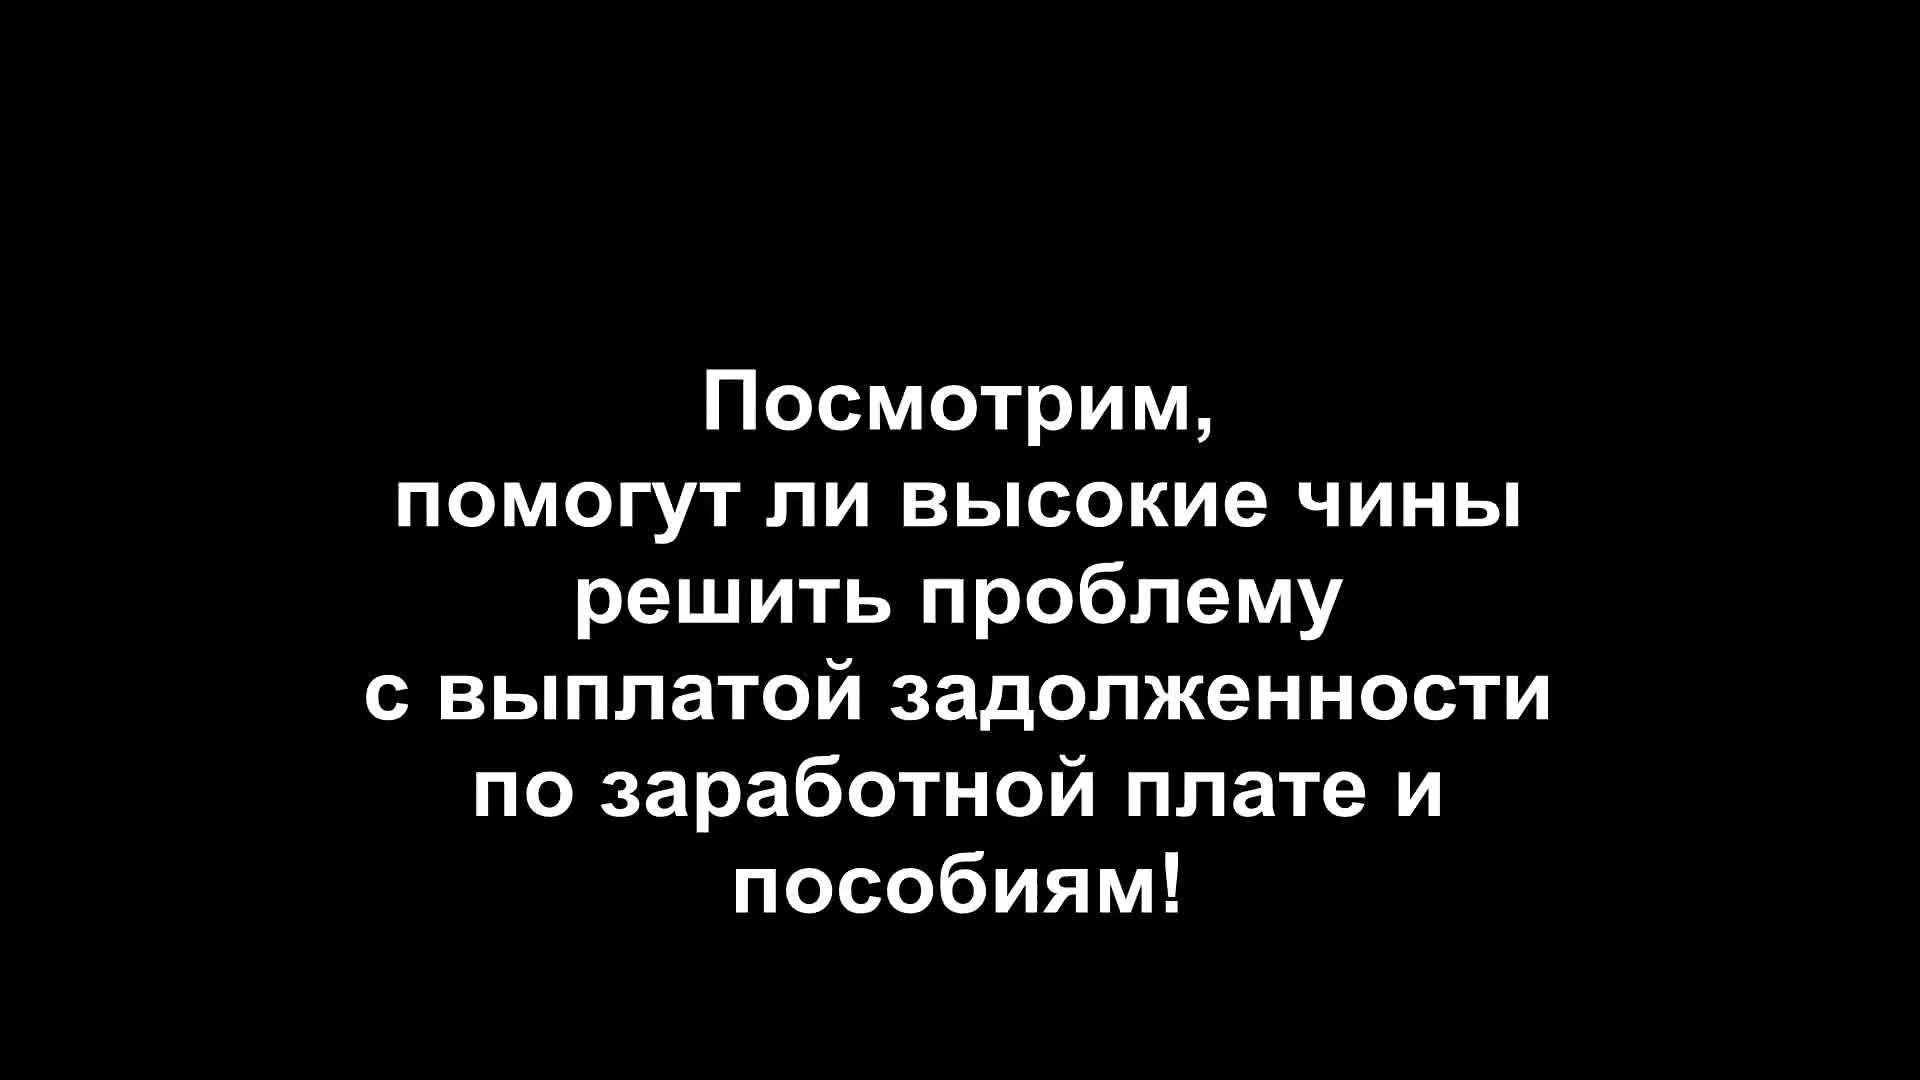 Посмотрим,
помогут ли высокие чины
решить проблему
с выплатой задолженности
по заработной плате и
пособиям!